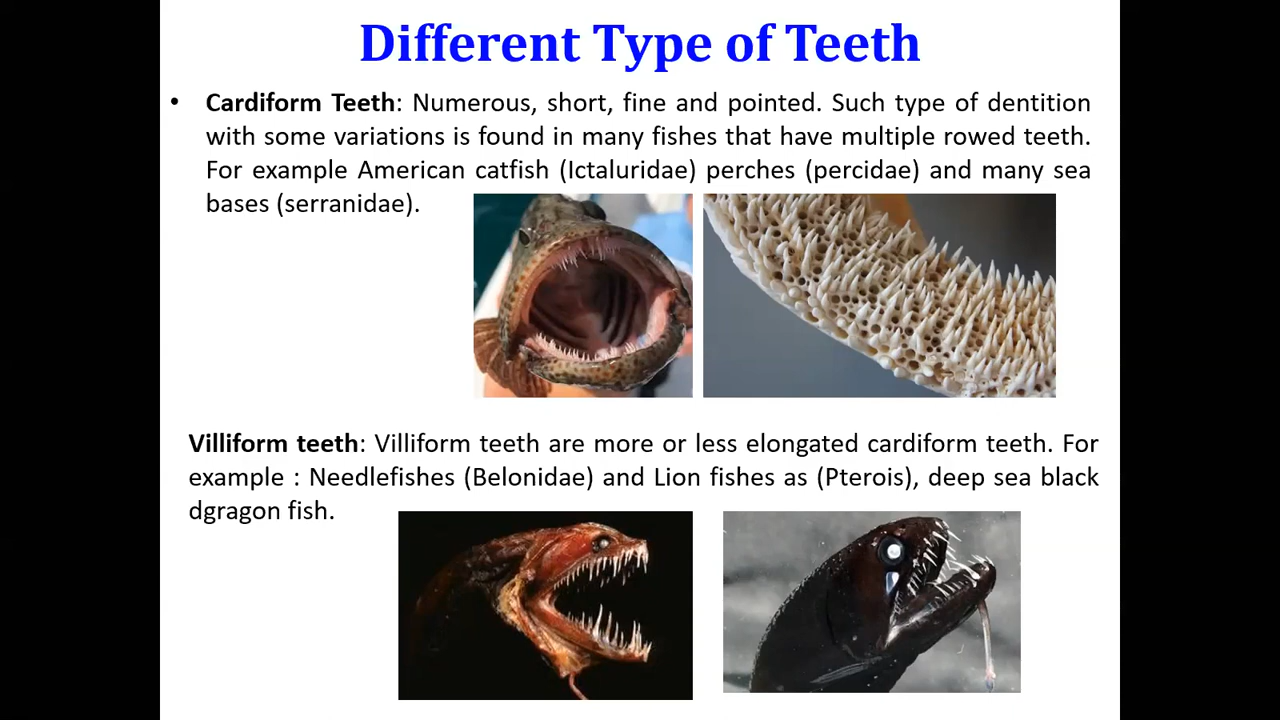 Different Type of Teeth
• Cardiform Teeth: Numerous, short, fine and pointed. Such type of dentition
with some variations is found in many fishes that have multiple rowed teeth.
For example American catfish (Ictaluridae) perches (percidae) and many sea
bases (serranidae).
Villiform teeth: Villiform teeth are more or less elongated cardiform teeth. For
example : Needlefishes (Belonidae) and Lion fishes as (Pterois), deep sea black
dgragon fish.